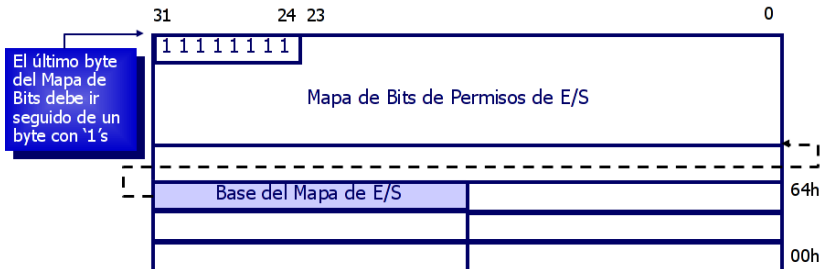 31 24 23 0
1 1 1 1 1 1 1 1
El último byte
del Mapa de
Bits debe ir
seguido de un
byte con ‘1’s
Mapa de Bits de Permisos de E/S
Base del Mapa de E/S
64h
00h